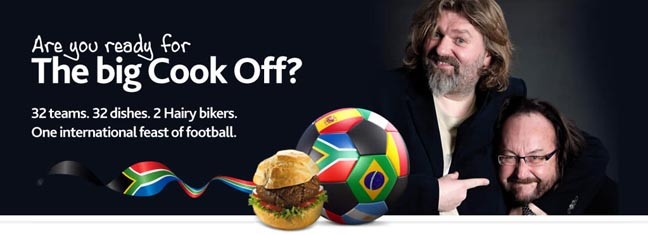 Are you ready for
The big Cook Off?
32 teams. 32 dishes. 2 Hairy bikers.
One international feast of football.